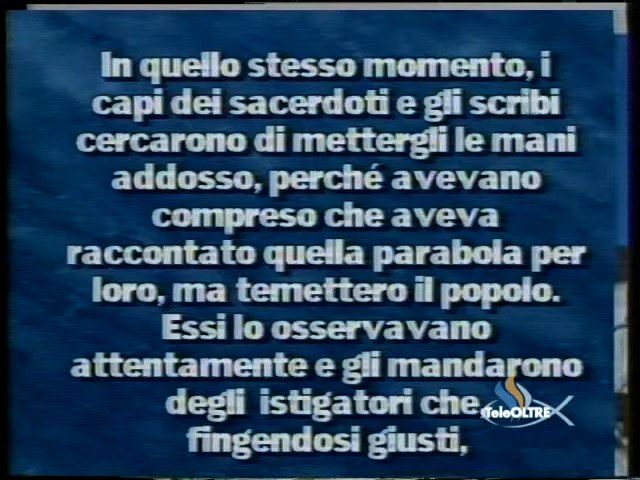 In quello stesso momento, i
capi dei sacerdoti e gli scribi
cercarono di mettergli le mani
addosso, perché avevano
compreso che aveva
raccontato quella parabola per
loro, ma temettero il popolo.
Essi lo osservavano
attentamente e gli mandarono
degli istigatori che
fingendosi giusti,
TeleOLTRE